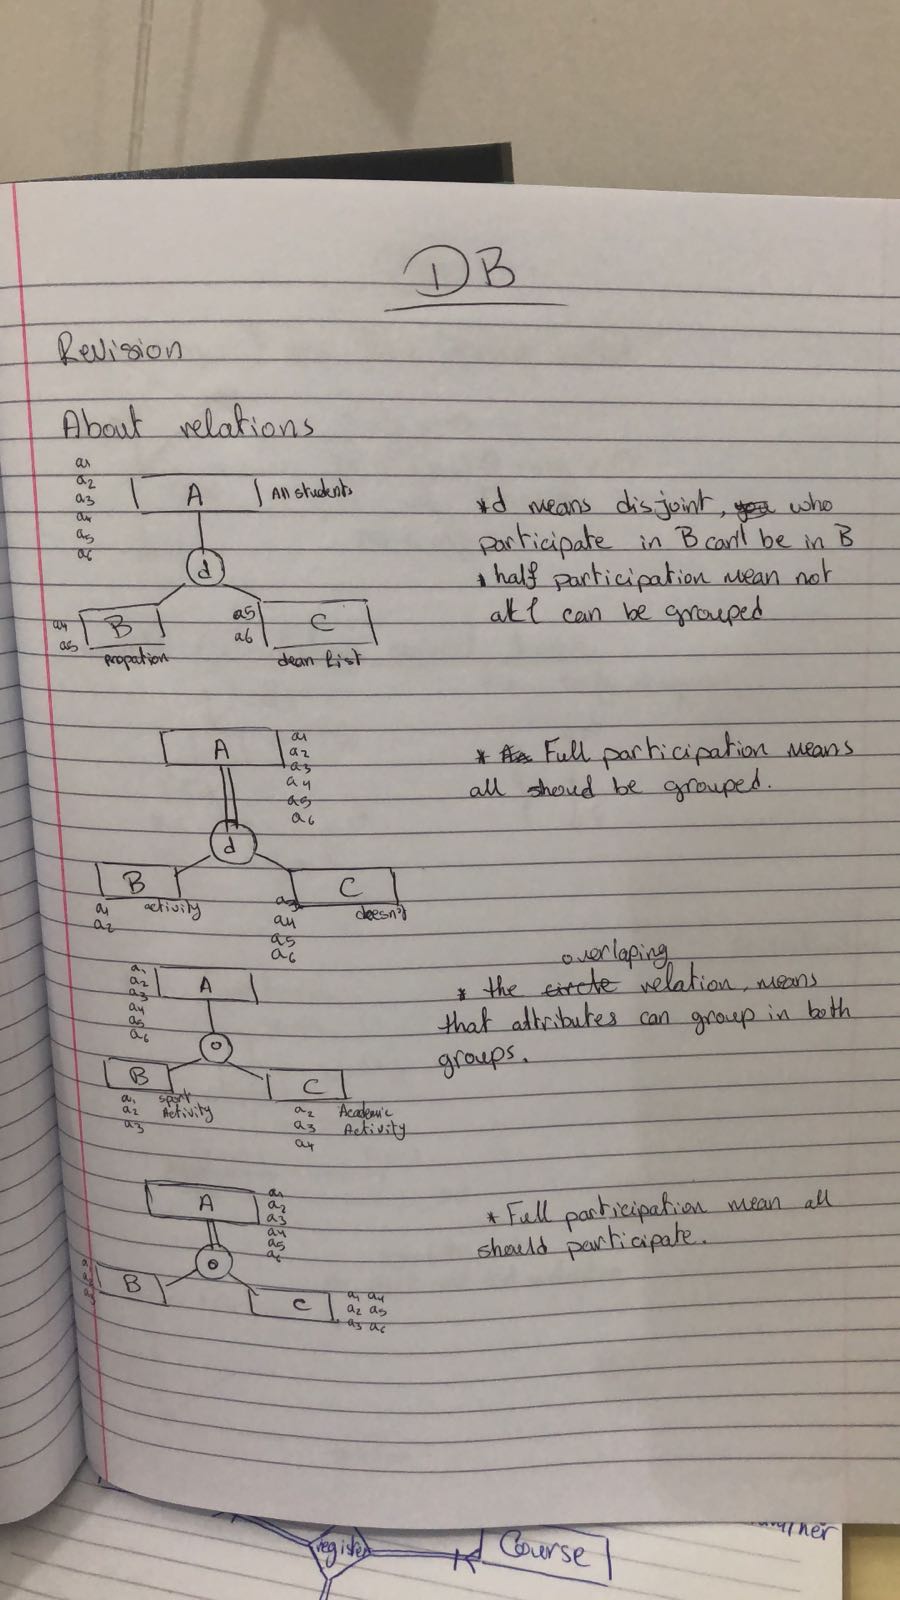 DB
Revision
About relations
a1
a2
a3
a4
a5
a6
A
All students
d
a4
a5
B
propation
a5
a6
C
dean list
*d means disjoint, who
participate in B can't be in B
* half participation mean not
all can be grouped
A
a1
a2
a3
a4
a5
a6
d
B
activity
a1
a2
C
doesn't
a3
a4
a5
a6
* Full participation means
all should be grouped.
a1
a2
a3
a4
a5
a6
A
o
B
a1
a2
a3
sport
Activity
C
a2
a3
a4
Academic
Activity
overlaping
* the circle relation, means
that attributes can group in both
groups.
A
a1
a2
a3
a4
a5
a6
o
B
C
a1 a4
a2 a5
a3 a6
* Full participation mean all
should participate.
register
Course